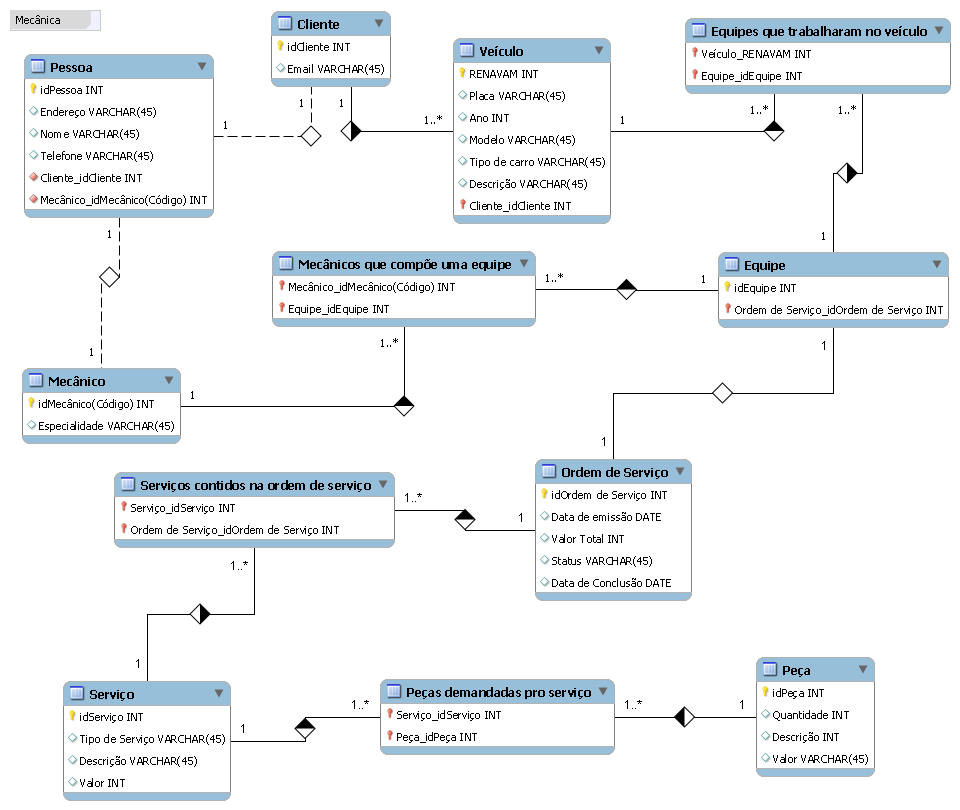 Mecânica
Cliente
idCliente INT
Email VARCHAR(45)
Pessoa
idPessoa INT
Endereço VARCHAR(45)
Nome VARCHAR(45)
Telefone VARCHAR(45)
Cliente_idCliente INT
Mecânico_idMecânico(Código) INT
Veículo
RENAVAM INT
Placa VARCHAR(45)
Ano INT
Modelo VARCHAR(45)
Tipo de carro VARCHAR(45)
Descrição VARCHAR(45)
Cliente_idCliente INT
Equipes que trabalharam no veículo
Veículo_RENAVAM INT
Equipe_idEquipe INT
1
1
1
1..*
1
1..*
1..*
1
1
1
Mecânicos que compõe uma equipe
Mecânico_idMecânico(Código) INT
Equipe_idEquipe INT
1..*
1
Equipe
idEquipe INT
Ordem de Serviço_idOrdem de Serviço INT
1..*
1
1
1
Mecânico
idMecânico(Código) INT
Especialidade VARCHAR(45)
Ordem de Serviço
idOrdem de Serviço INT
Data de emissão DATE
Valor Total INT
Status VARCHAR(45)
Data de Conclusão DATE
Serviços contidos na ordem de serviço
Serviço_idServiço INT
Ordem de Serviço_idOrdem de Serviço INT
1..*
1
1..*
1
Serviço
idServiço INT
Tipo de Serviço VARCHAR(45)
Descrição VARCHAR(45)
Valor INT
1
1..*
Peças demandadas pro serviço
Serviço_idServiço INT
Peça_idPeça INT
1..*
1
Peça
idPeça INT
Quantidade INT
Descrição INT
Valor VARCHAR(45)